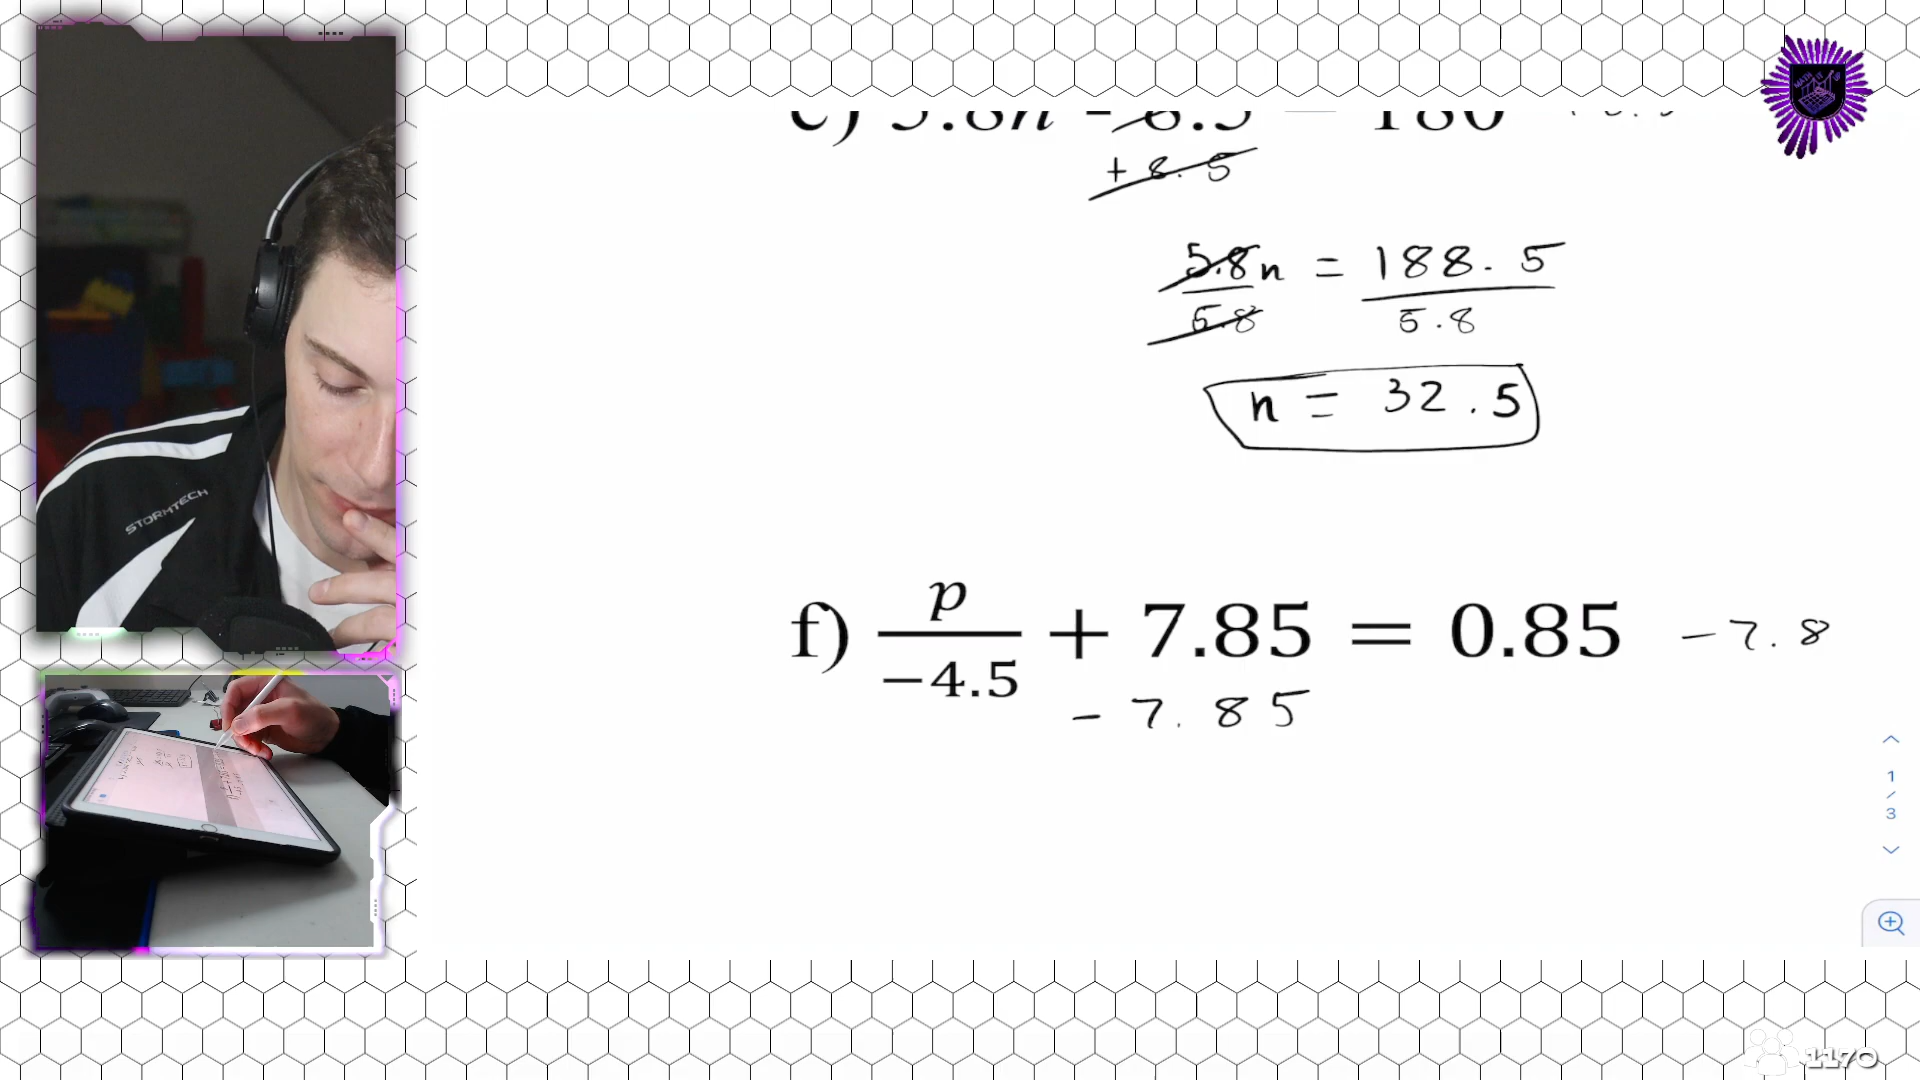 STORMTECH
+ 8.5
5.8n = 188.5
5.8 5.8
n = 32.5
f) p/-4.5 + 7.85 = 0.85 - 7.8
- 7.85
1
/
3
1170